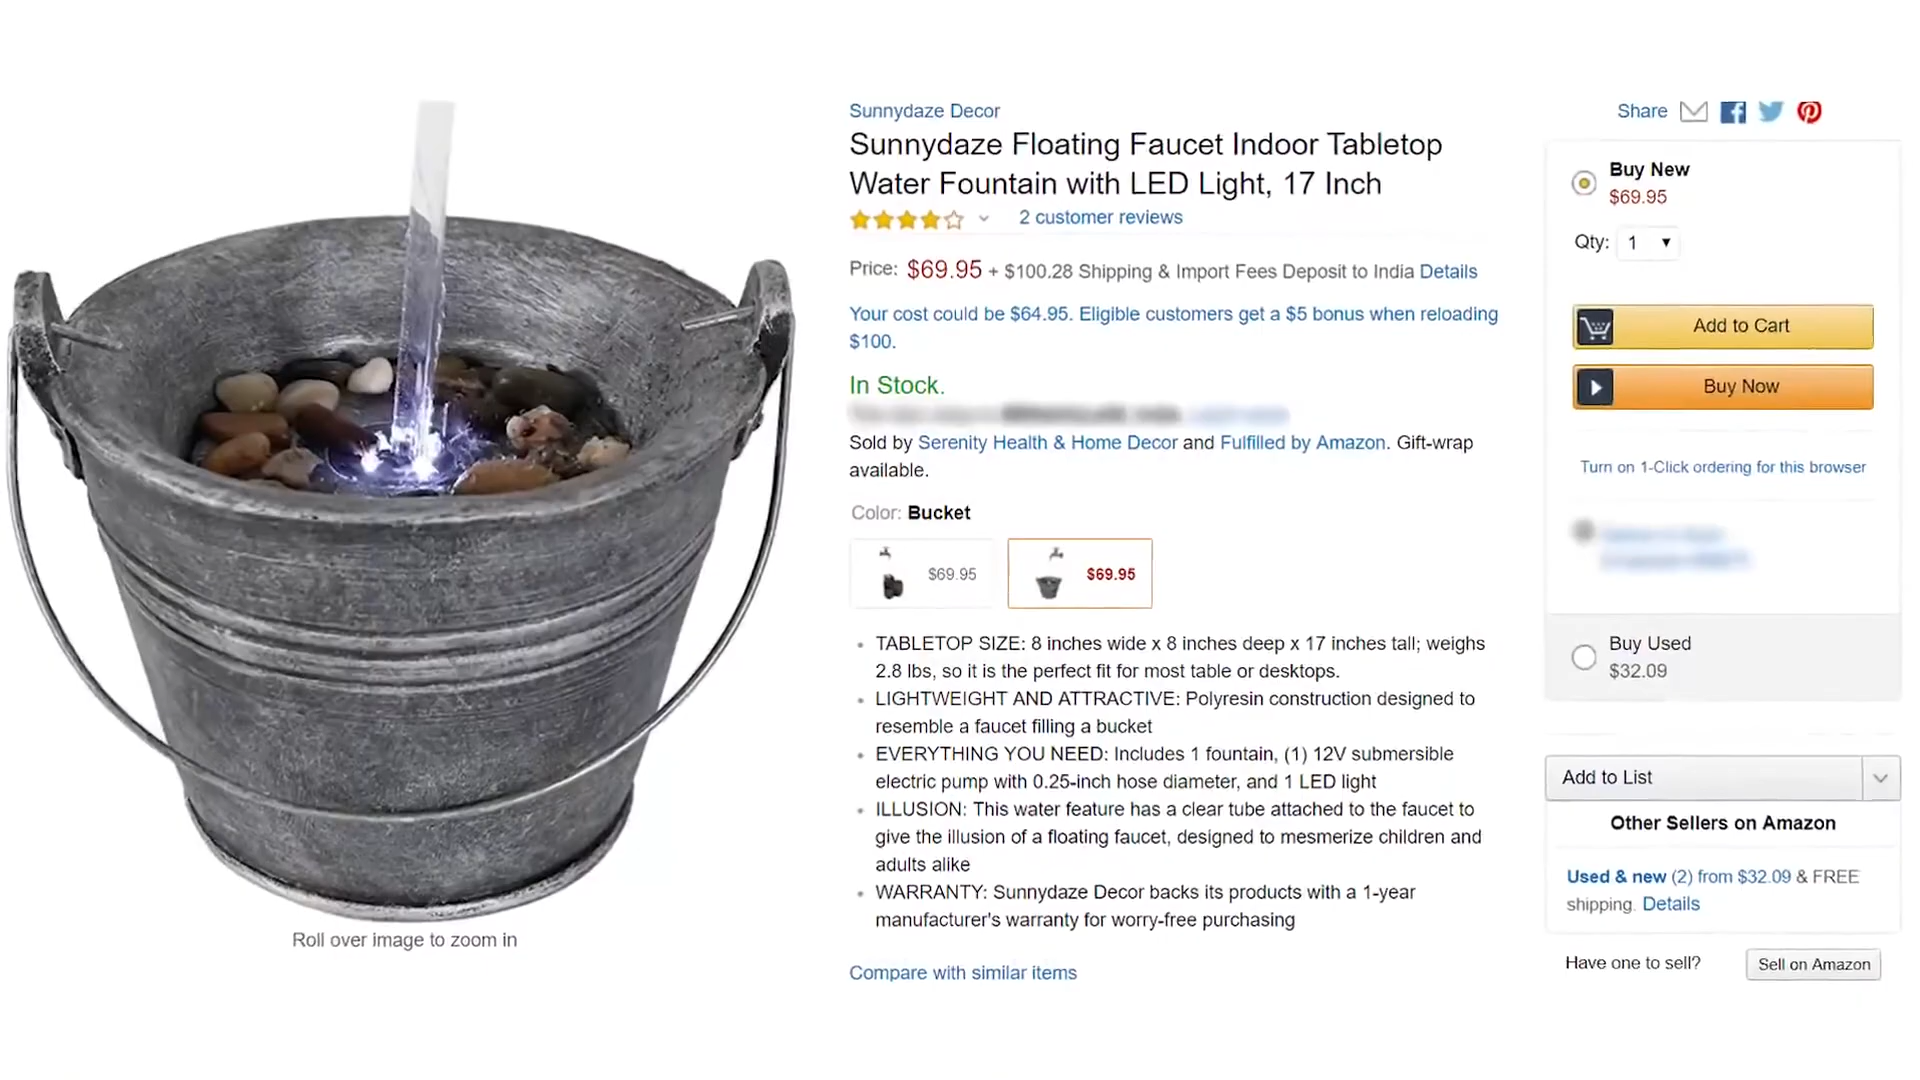 Sunnydaze Decor
Sunnydaze Floating Faucet Indoor Tabletop
Water Fountain with LED Light, 17 Inch
2 customer reviews
Price: $69.95 + $100.28 Shipping & Import Fees Deposit to India Details
Your cost could be $64.95. Eligible customers get a $5 bonus when reloading
$100.
In Stock.
Sold by Serenity Health & Home Decor and Fulfilled by Amazon. Gift-wrap
available.
Color: Bucket
$69.95 $69.95
TABLETOP SIZE: 8 inches wide x 8 inches deep x 17 inches tall; weighs
2.8 lbs, so it is the perfect fit for most table or desktops.
LIGHTWEIGHT AND ATTRACTIVE: Polyresin construction designed to
resemble a faucet filling a bucket
EVERYTHING YOU NEED: Includes 1 fountain, (1) 12V submersible
electric pump with 0.25-inch hose diameter, and 1 LED light
ILLUSION: This water feature has a clear tube attached to the faucet to
give the illusion of a floating faucet, designed to mesmerize children and
adults alike
WARRANTY: Sunnydaze Decor backs its products with a 1-year
manufacturer's warranty for worry-free purchasing
Compare with similar items
Roll over image to zoom in
Share
Buy New
$69.95
Qty: 1
Add to Cart
Buy Now
Turn on 1-Click ordering for this browser
Buy Used
$32.09
Add to List
Other Sellers on Amazon
Used & new (2) from $32.09 & FREE
shipping. Details
Have one to sell? Sell on Amazon